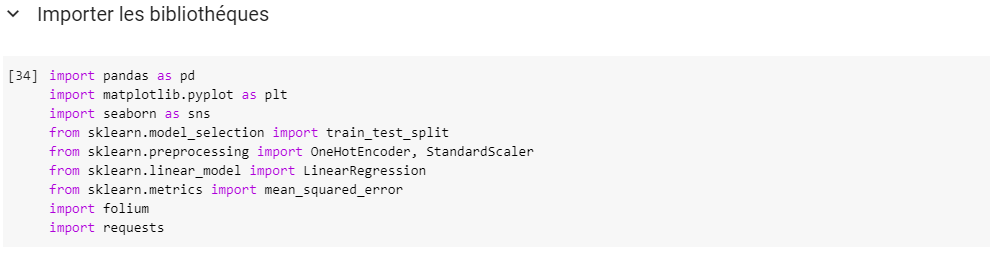 Importer les bibliothéques
[34] import pandas as pd
import matplotlib.pyplot as plt
import seaborn as sns
from sklearn.model_selection import train_test_split
from sklearn.preprocessing import OneHotEncoder, StandardScaler
from sklearn.linear_model import LinearRegression
from sklearn.metrics import mean_squared_error
import folium
import requests